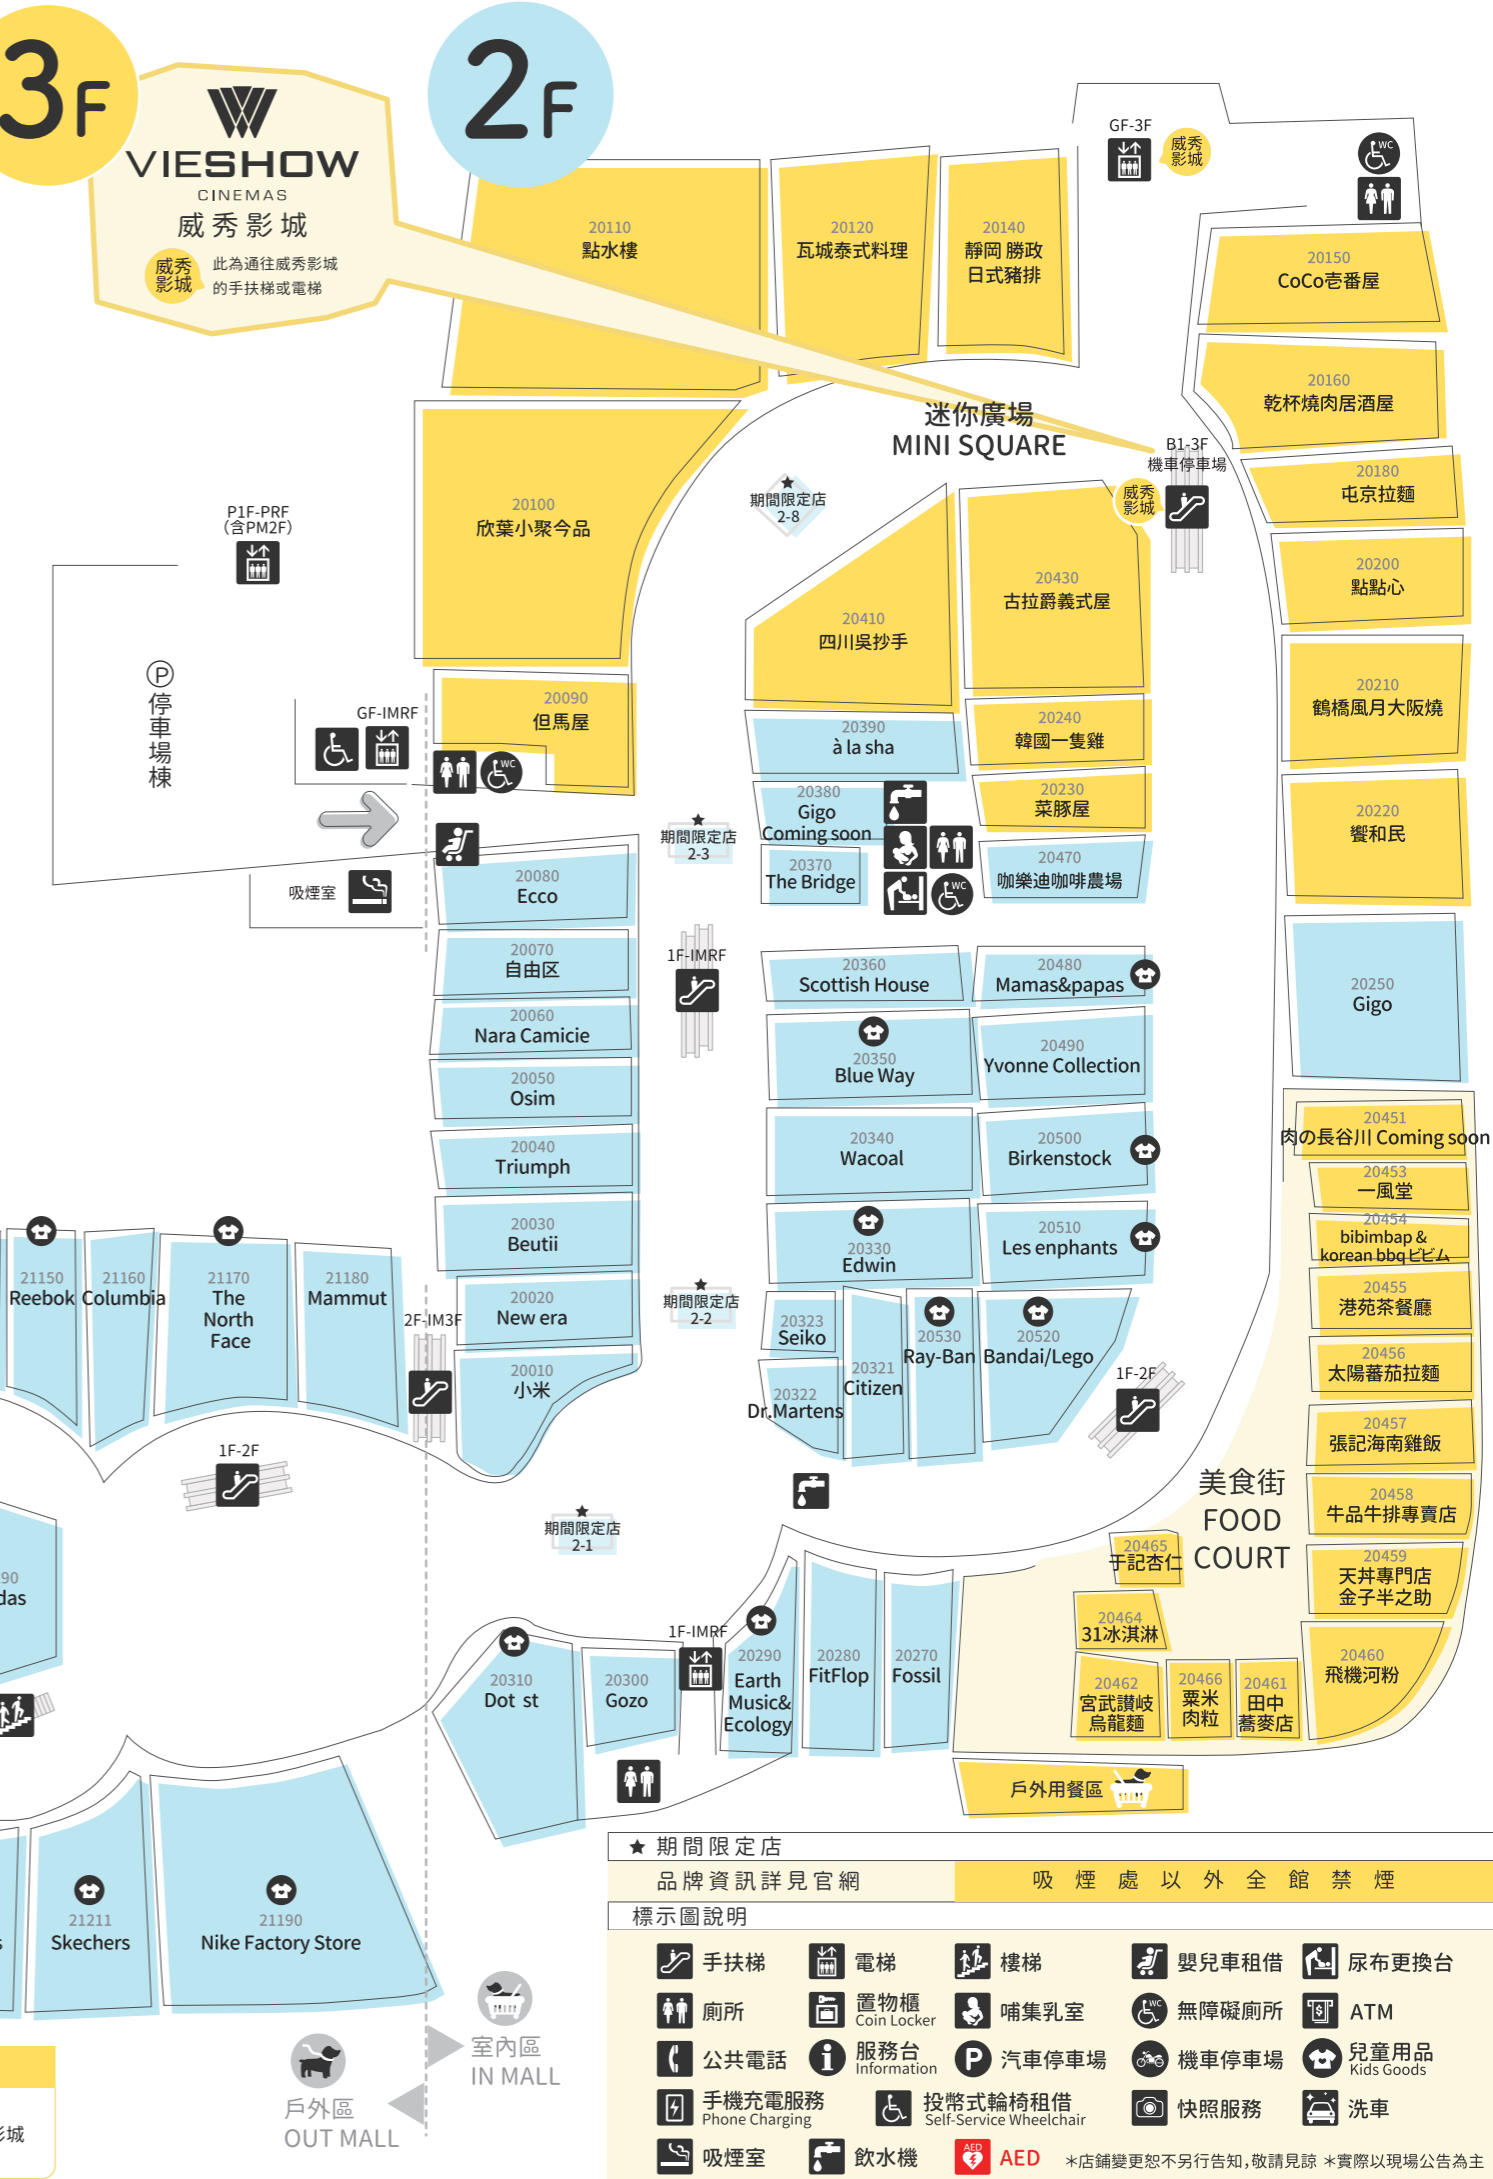 3F
VIESHOW
CINEMAS
威秀影城
威秀
影城
此為通往威秀影城
的手扶梯或電梯
2F
GF-3F
威秀
影城
WC
20110
點水樓
20120
瓦城泰式料理
20140
靜岡 勝政
日式豬排
20150
CoCo壱番屋
20160
乾杯燒肉居酒屋
迷你廣場
MINI SQUARE
B1-3F
機車停車場
威秀
影城
20180
屯京拉麵
20200
點點心
20210
鶴橋風月大阪燒
20220
饗和民
20250
Gigo
20100
欣葉小聚今品
★
期間限定店
2-8
P1F-PRF
(含PM2F)
Ⓟ
停車場棟
GF-IMRF
20090
但馬屋
WC
20410
四川吳抄手
20430
古拉爵義式屋
20390
à la sha
20240
韓國一隻雞
20380
Gigo
Coming soon
20230
菜豚屋
20370
The Bridge
20470
咖樂迪咖啡農場
WC
★
期間限定店
2-3
吸煙室
20080
Ecco
20070
自由区
20060
Nara Camicie
20050
Osim
20040
Triumph
20030
Beutii
20020
New era
20010
小米
1F-IMRF
20360
Scottish House
20480
Mamas&papas
20350
Blue Way
20490
Yvonne Collection
20340
Wacoal
20500
Birkenstock
20330
Edwin
20510
Les enphants
★
期間限定店
2-2
20323
Seiko
20322
Dr.Martens
20321
Citizen
20530
Ray-Ban
20520
Bandai/Lego
1F-2F
21150
Reebok
21160
Columbia
21170
The
North
Face
21180
Mammut
2F-IM3F
1F-2F
★
期間限定店
2-1
20451
肉の長谷川 Coming soon
20453
一風堂
20454
bibimbap &
korean bbq ビビム
20455
港苑茶餐廳
20456
太陽蕃茄拉麵
20457
張記海南雞飯
20458
牛品牛排專賣店
20459
天丼專門店
金子半之助
20460
飛機河粉
美食街
FOOD
COURT
20465
于記杏仁
20464
31冰淇淋
20462
宮武讃岐
烏龍麵
20466
粟米
肉粒
20461
田中
蕎麥店
戶外用餐區
90
das
20310
Dot st
20300
Gozo
1F-IMRF
20290
Earth
Music&
Ecology
20280
FitFlop
20270
Fossil
s
21211
Skechers
21190
Nike Factory Store
室內區
IN MALL
戶外區
OUT MALL
影城
★ 期間限定店
品牌資訊詳見官網
吸煙處以外全館禁煙
標示圖說明
手扶梯
電梯
樓梯
嬰兒車租借
尿布更換台
廁所
置物櫃
Coin Locker
哺集乳室
WC
無障礙廁所
$
ATM
公共電話
i
服務台
Information
P
汽車停車場
機車停車場
兒童用品
Kids Goods
手機充電服務
Phone Charging
投幣式輪椅租借
Self-Service Wheelchair
快照服務
洗車
吸煙室
飲水機
AED
AED
＊店鋪變更恕不另行告知,敬請見諒 ＊實際以現場公告為主